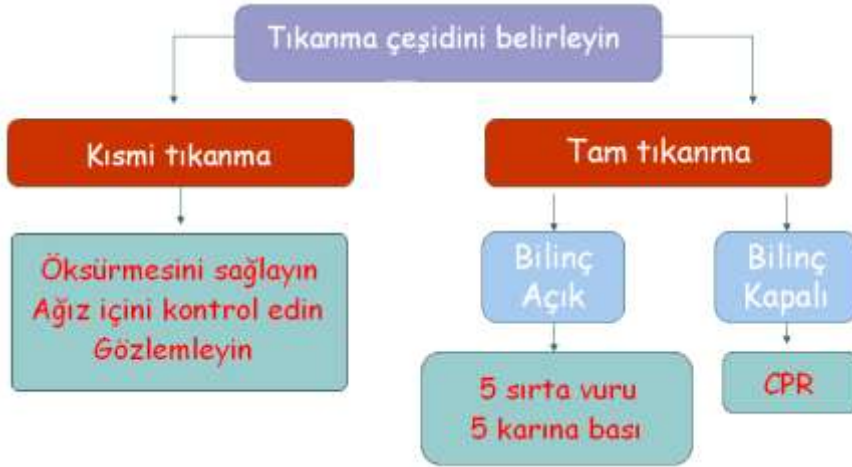 Tıkanma çeşidini belirleyin
Kısmi tıkanma
Öksürmesini sağlayın
Ağız içini kontrol edin
Gözlemleyin
Tam tıkanma
Bilinç
Açık
5 sırta vuru
5 karına bası
Bilinç
Kapalı
CPR